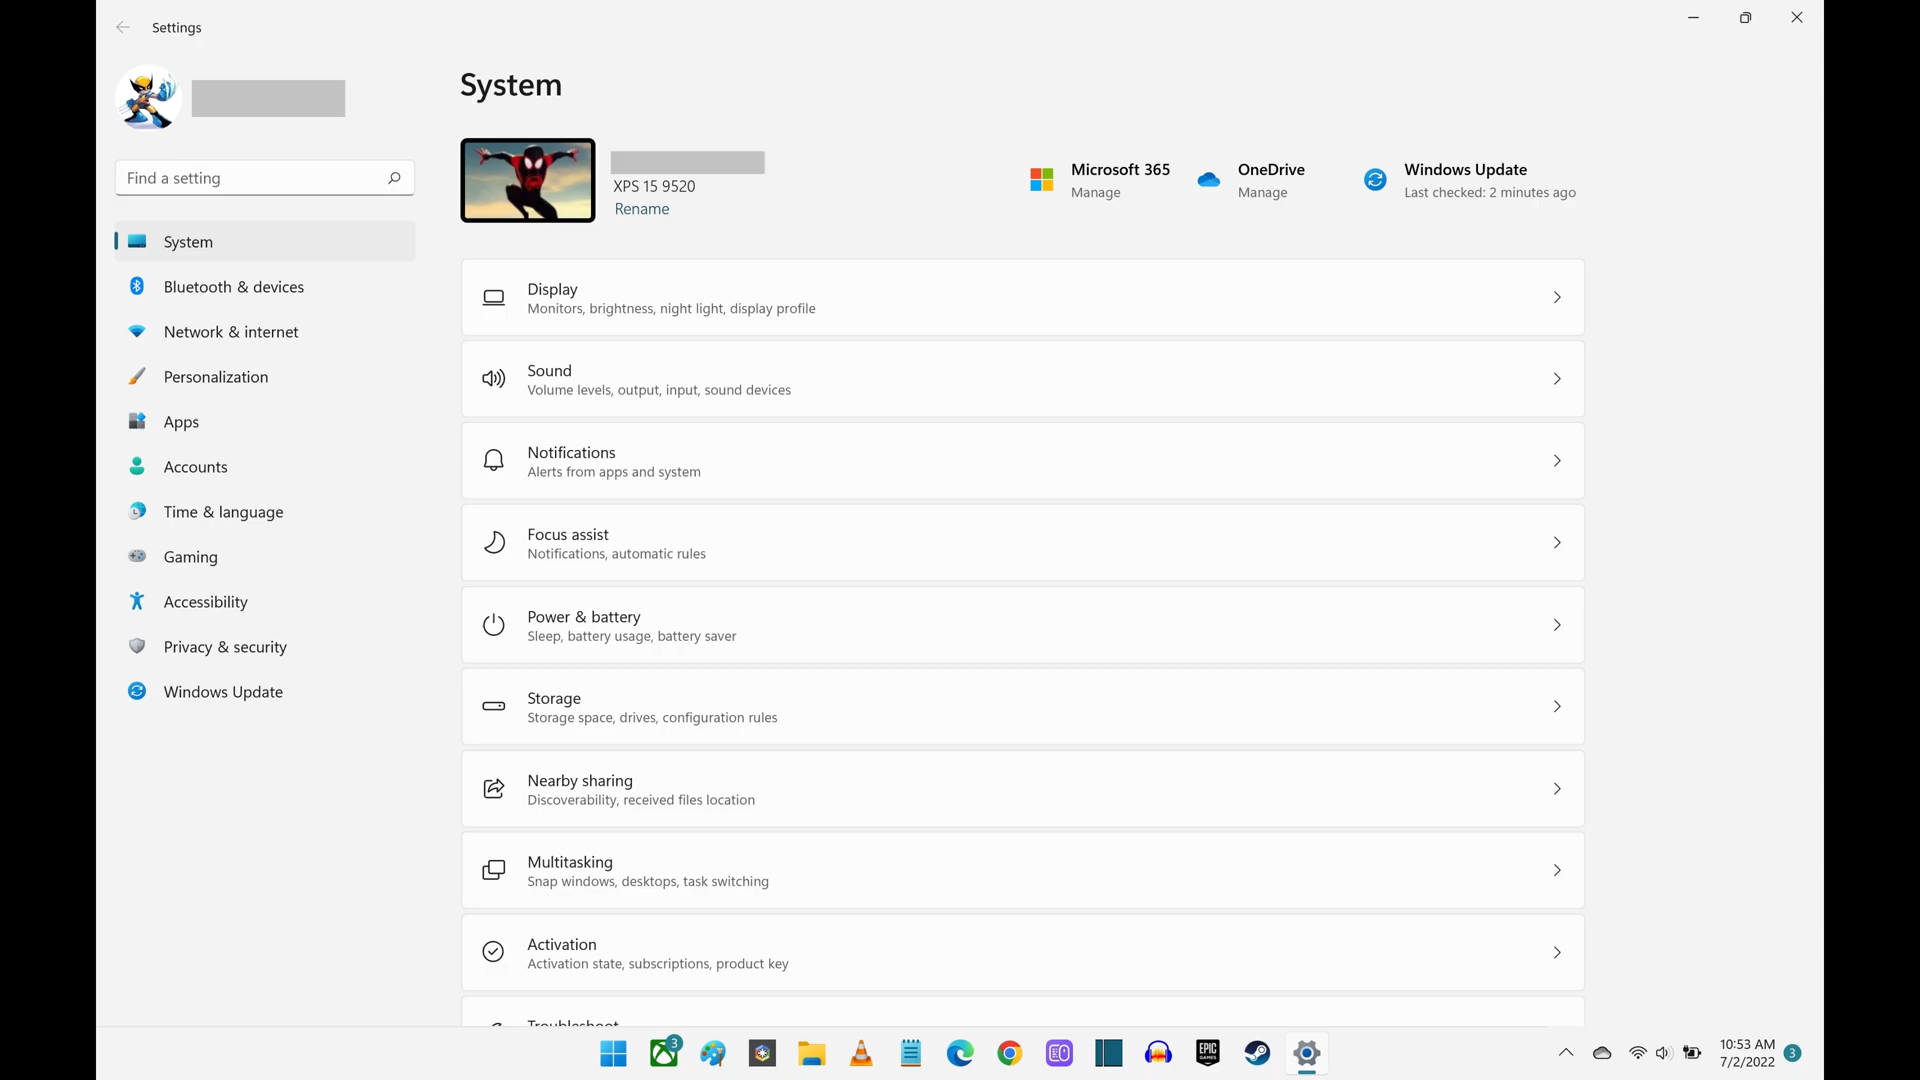 Settings
System
Find a setting
XPS 15 9520
Rename
Microsoft 365
Manage
OneDrive
Manage
Windows Update
Last checked: 2 minutes ago
System
Bluetooth & devices
Network & internet
Personalization
Apps
Accounts
Time & language
Gaming
Accessibility
Privacy & security
Windows Update
Display
Monitors, brightness, night light, display profile
Sound
Volume levels, output, input, sound devices
Notifications
Alerts from apps and system
Focus assist
Notifications, automatic rules
Power & battery
Sleep, battery usage, battery saver
Storage
Storage space, drives, configuration rules
Nearby sharing
Discoverability, received files location
Multitasking
Snap windows, desktops, task switching
Activation
Activation state, subscriptions, product key
Troubleshoot
3
EPIC
GAMES
10:53 AM
7/2/2022
3